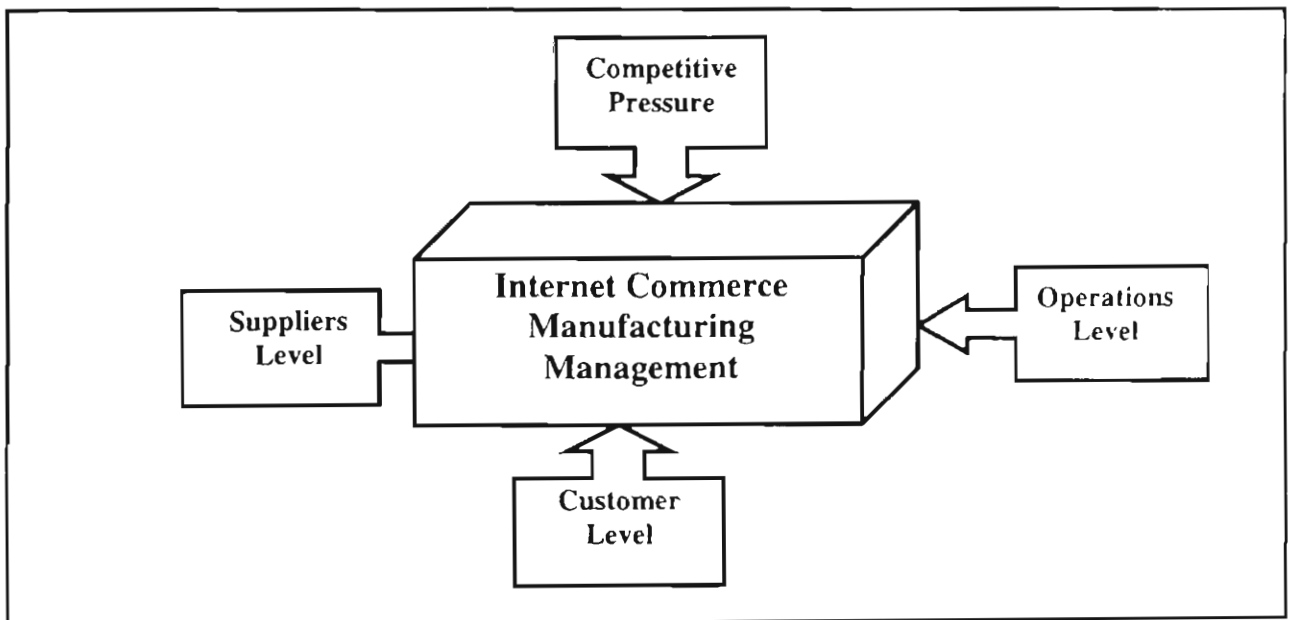 Competitive
Pressure
Internet Commerce
Manufacturing
Management
Suppliers
Level
Operations
Level
Customer
Level